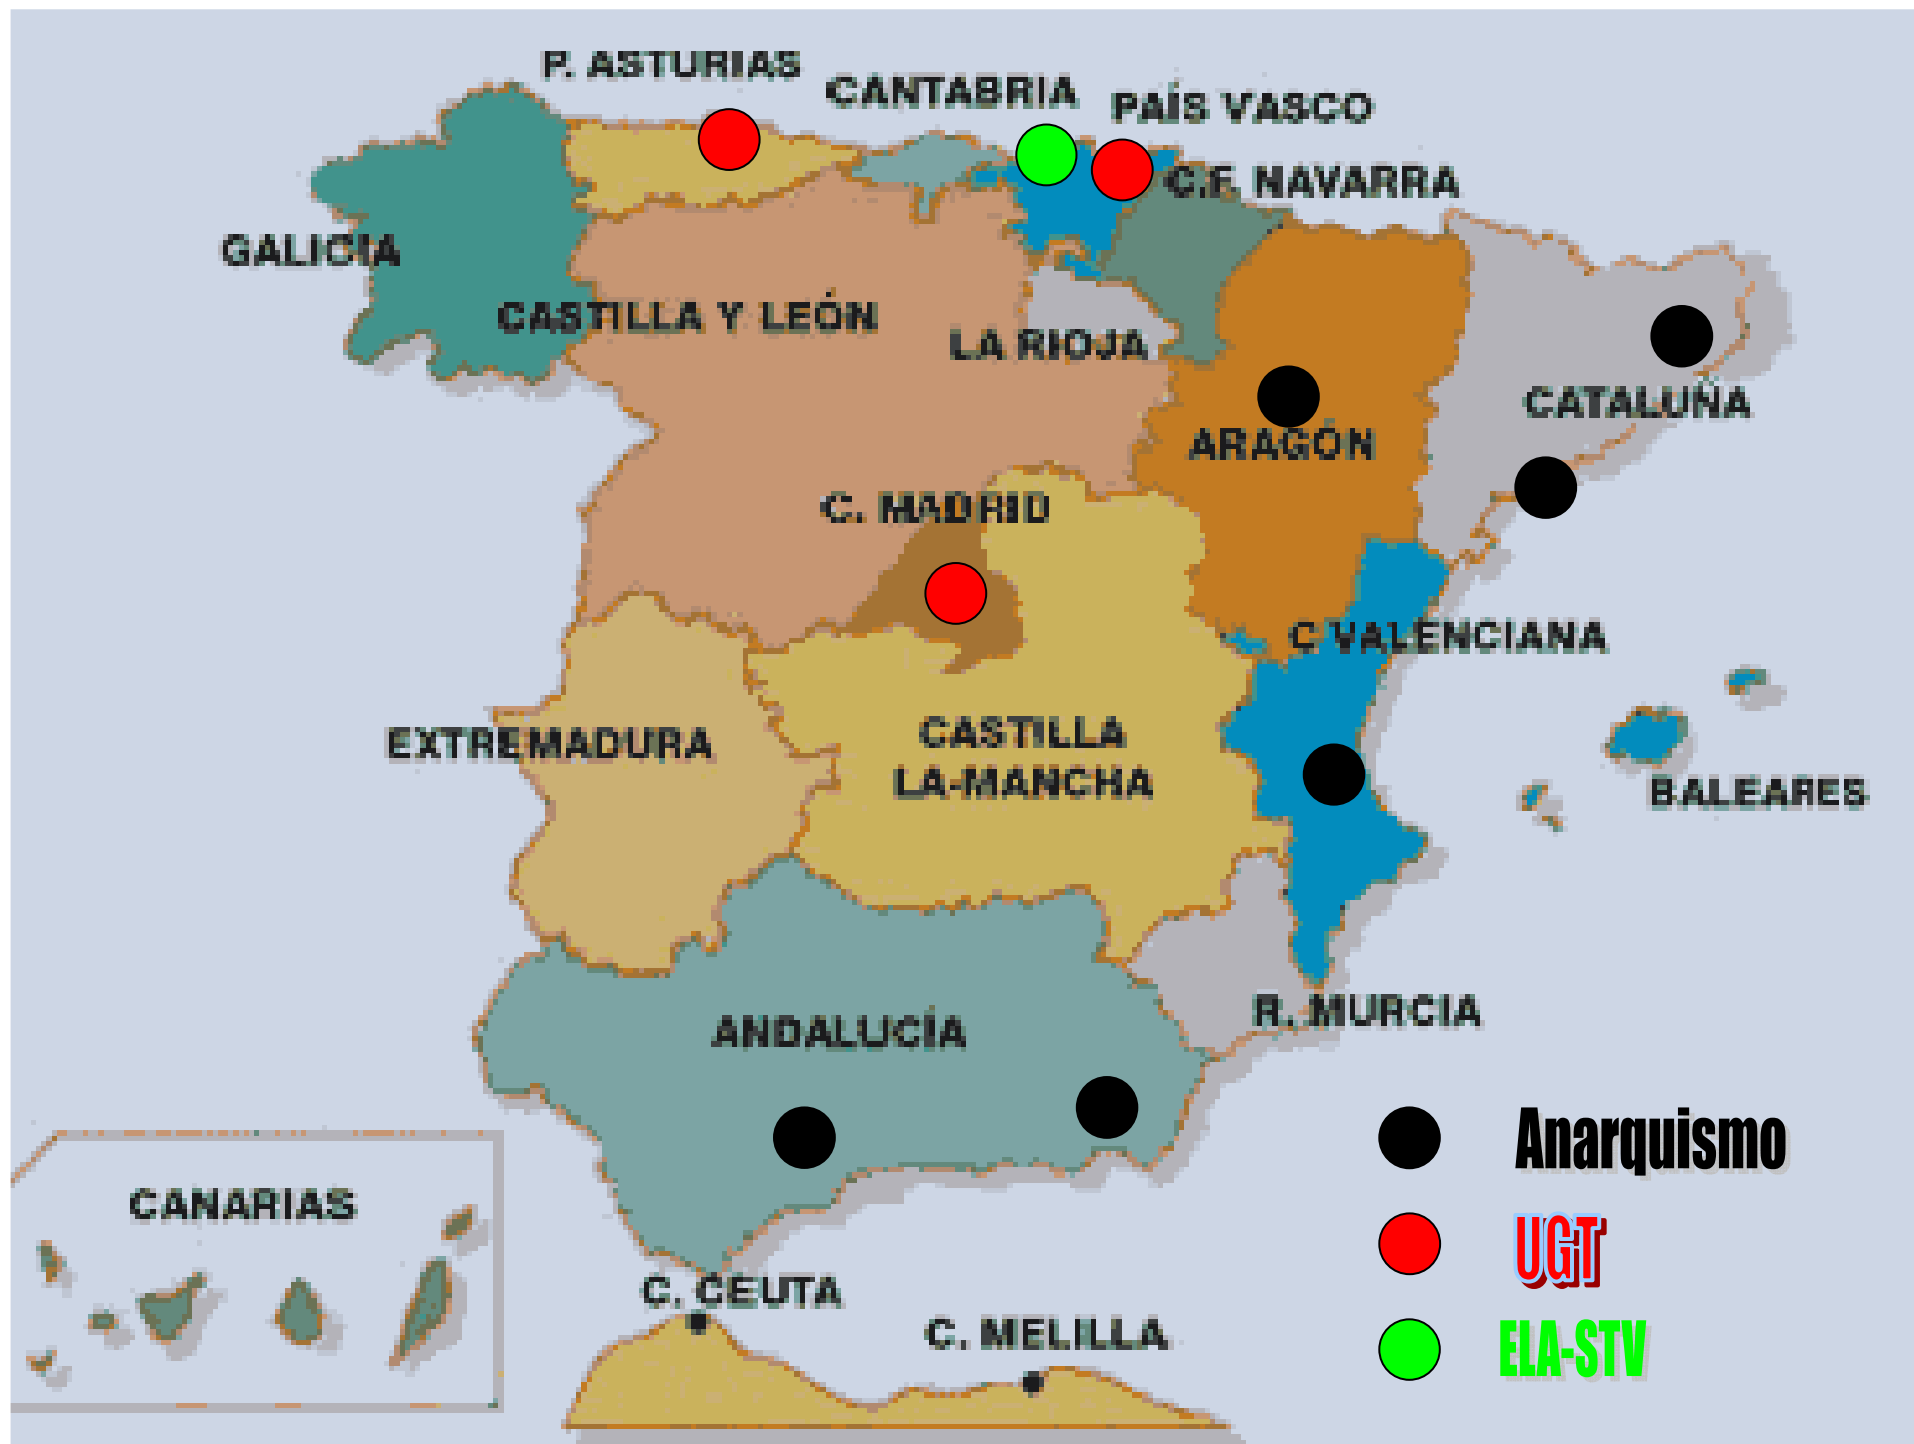 P. ASTURIAS
CANTABRIA
PAÍS VASCO
C.F. NAVARRA
GALICIA
CASTILLA Y LEÓN
LA RIOJA
CATALUÑA
ARAGÓN
C. MADRID
C VALENCIANA
EXTREMADURA
CASTILLA
LA-MANCHA
BALEARES
R. MURCIA
ANDALUCÍA
Anarquismo
CANARIAS
UGT
C. CEUTA
C. MELILLA
ELA-STV